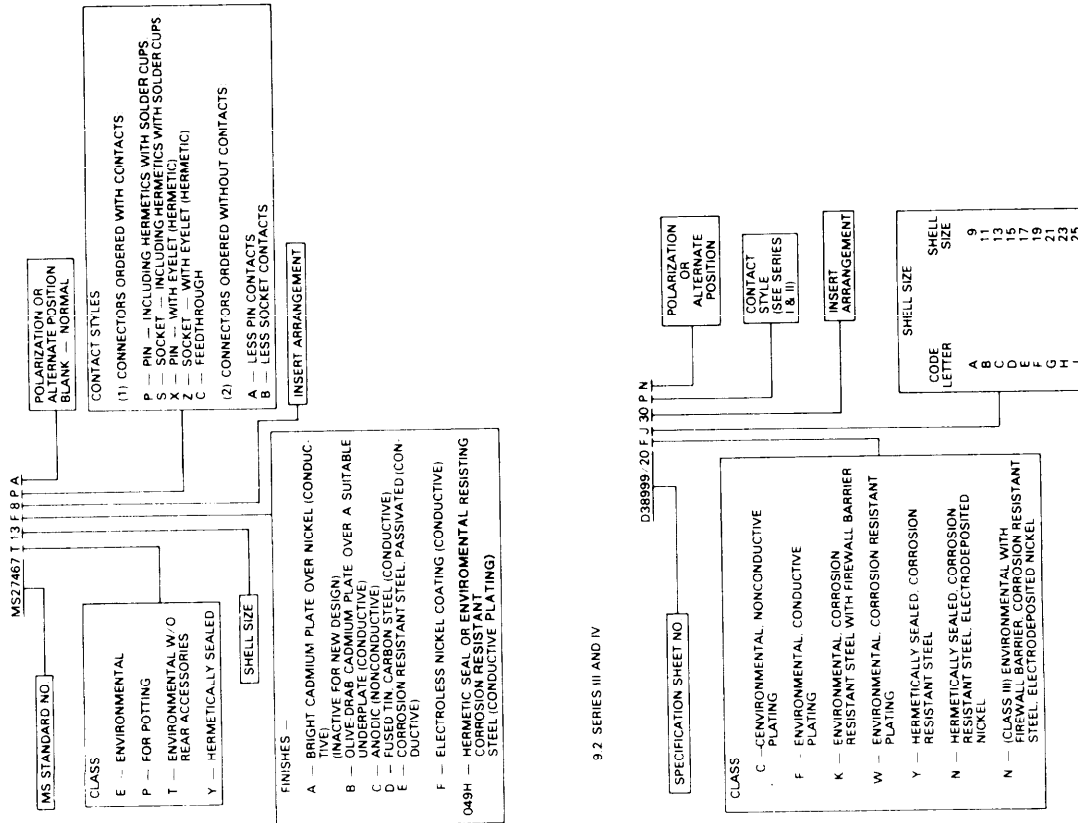 MS27467 T 13 F 8 P A
MS STANDARD NO.
CLASS
E – ENVIRONMENTAL
P – FOR POTTING
T – ENVIRONMENTAL W/O
REAR ACCESSORIES
Y – HERMETICALLY SEALED
SHELL SIZE
FINISHES –
A – BRIGHT CADMIUM PLATE OVER NICKEL (CONDUC-
TIVE)
(INACTIVE FOR NEW DESIGN)
B – OLIVE-DRAB CADMIUM PLATE OVER A SUITABLE
UNDERPLATE (CONDUCTIVE)
C – ANODIC (NONCONDUCTIVE)
D – FUSED TIN, CARBON STEEL (CONDUCTIVE)
E – CORROSION RESISTANT STEEL, PASSIVATED (CON-
DUCTIVE)
F – ELECTROLESS NICKEL COATING (CONDUCTIVE)
049H – HERMETIC SEAL OR ENVIROMENTAL RESISTING
CORROSION RESISTANT
STEEL (CONDUCTIVE PLATING)
POLARIZATION OR
ALTERNATE POSITION
BLANK – NORMAL
CONTACT STYLES
(1) CONNECTORS ORDERED WITH CONTACTS
P – PIN – INCLUDING HERMETICS WITH SOLDER CUPS
S – SOCKET – INCLUDING HERMETICS WITH SOLDER CUPS
X – PIN – WITH EYELET (HERMETIC)
Z – SOCKET – WITH EYELET (HERMETIC)
C – FEEDTHROUGH
(2) CONNECTORS ORDERED WITHOUT CONTACTS
A – LESS PIN CONTACTS
B – LESS SOCKET CONTACTS
INSERT ARRANGEMENT
9.2 SERIES III AND IV
D38999/20 F J 30 P N
SPECIFICATION SHEET NO
CLASS
C – CENVIRONMENTAL, NONCONDUCTIVE
PLATING
F – ENVIRONMENTAL, CONDUCTIVE
PLATING
K – ENVIRONMENTAL, CORROSION
RESISTANT STEEL WITH FIREWALL BARRIER
W – ENVIRONMENTAL, CORROSION RESISTANT
PLATING
Y – HERMETICALLY SEALED, CORROSION
RESISTANT STEEL
N – HERMETICALLY SEALED, CORROSION
RESISTANT STEEL, ELECTRODEPOSITED
NICKEL
N – (CLASS III) ENVIRONMENTAL WITH
FIREWALL BARRIER, CORROSION RESISTANT
STEEL, ELECTRODEPOSITED NICKEL
POLARIZATION
OR
ALTERNATE
POSITION
CONTACT
STYLE
(SEE SERIES
I & II)
INSERT
ARRANGEMENT
SHELL SIZE
CODE LETTER SHELL SIZE
A 9
B 11
C 13
D 15
E 17
F 19
G 21
H 23
J 25